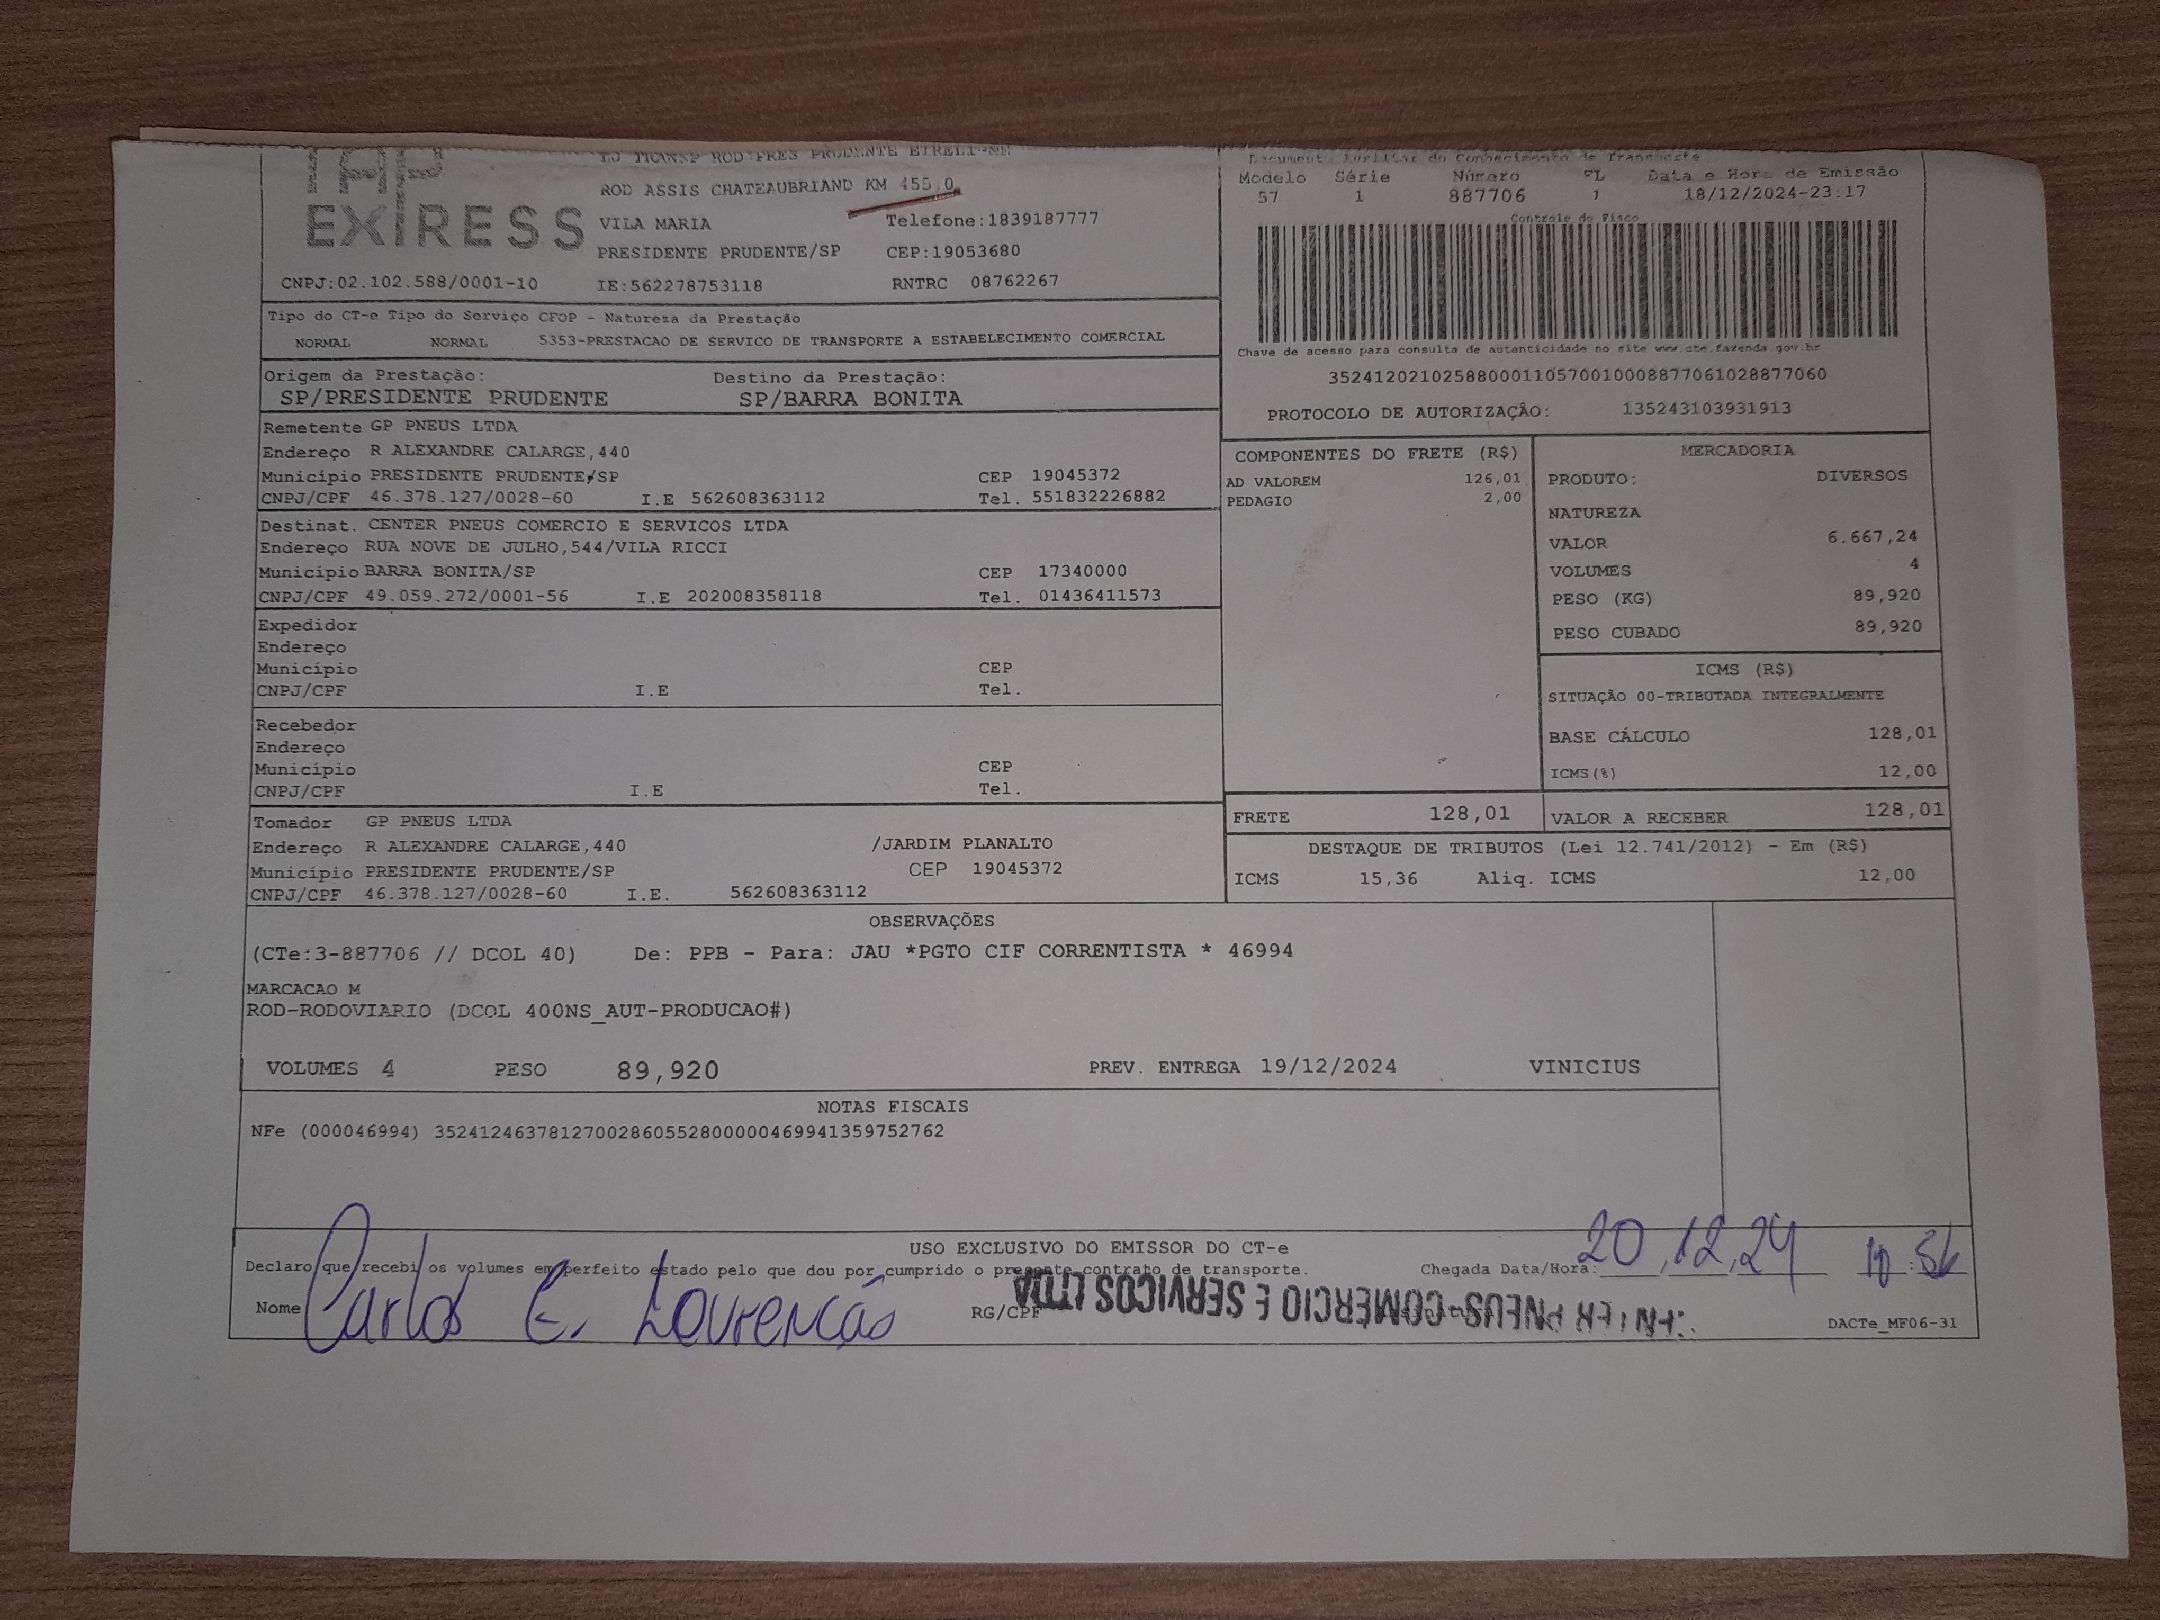 EXPRESS
TJ TRANSP ROD PRES PRUDENTE EIRELI-ME
ROD ASSIS CHATEAUBRIAND KM 455,0
VILA MARIA Telefone:1839187777
PRESIDENTE PRUDENTE/SP CEP:19053680
CNPJ:02.102.588/0001-10 IE:562278753118 RNTRC 08762267
Documento Auxiliar do Conhecimento de Transporte
Modelo Série Número FL Data e Hora de Emissão
57 1 887706 1 18/12/2024-23:17
Controle do Fisco
Chave de acesso para consulta de autenticidade no site www.cte.fazenda.gov.br
35241202102588000110570010008877061028877060
PROTOCOLO DE AUTORIZAÇÃO: 135243103931913
Tipo do CT-e Tipo do Serviço CFOP - Natureza da Prestação
NORMAL NORMAL 5353-PRESTACAO DE SERVICO DE TRANSPORTE A ESTABELECIMENTO COMERCIAL
Origem da Prestação: Destino da Prestação:
SP/PRESIDENTE PRUDENTE SP/BARRA BONITA
Remetente GP PNEUS LTDA
Endereço R ALEXANDRE CALARGE,440
Município PRESIDENTE PRUDENTE/SP CEP 19045372
CNPJ/CPF 46.378.127/0028-60 I.E 562608363112 Tel. 551832226882
Destinat. CENTER PNEUS COMERCIO E SERVICOS LTDA
Endereço RUA NOVE DE JULHO,544/VILA RICCI
Município BARRA BONITA/SP CEP 17340000
CNPJ/CPF 49.059.272/0001-56 I.E 202008358118 Tel. 01436411573
Expedidor
Endereço
Município CEP
CNPJ/CPF I.E Tel.
Recebedor
Endereço
Município CEP
CNPJ/CPF I.E Tel.
Tomador GP PNEUS LTDA
Endereço R ALEXANDRE CALARGE,440 /JARDIM PLANALTO
Município PRESIDENTE PRUDENTE/SP CEP 19045372
CNPJ/CPF 46.378.127/0028-60 I.E. 562608363112
COMPONENTES DO FRETE (R$)
AD VALOREM 126,01
PEDAGIO 2,00
MERCADORIA
PRODUTO: DIVERSOS
NATUREZA
VALOR 6.667,24
VOLUMES 4
PESO (KG) 89,920
PESO CUBADO 89,920
ICMS (R$)
SITUAÇÃO 00-TRIBUTADA INTEGRALMENTE
BASE CÁLCULO 128,01
ICMS(%) 12,00
FRETE 128,01 VALOR A RECEBER 128,01
DESTAQUE DE TRIBUTOS (Lei 12.741/2012) - Em (R$)
ICMS 15,36 Aliq. ICMS 12,00
OBSERVAÇÕES
(CTe:3-887706 // DCOL 40) De: PPB - Para: JAU *PGTO CIF CORRENTISTA * 46994
MARCACAO M
ROD-RODOVIARIO (DCOL 400NS_AUT-PRODUCAO#)
VOLUMES 4 PESO 89,920 PREV. ENTREGA 19/12/2024 VINICIUS
NOTAS FISCAIS
NFe (000046994) 35241246378127002860552800000469941359752762
USO EXCLUSIVO DO EMISSOR DO CT-e
Declaro que recebi os volumes em perfeito estado pelo que dou por cumprido o presente contrato de transporte. Chegada Data/Hora: 20,12,24 10:56
Nome Carlos E. Lourenção RG/CPF DACTe_MF06-31
PNEUS COMERCIO E SERVICOS LTDA